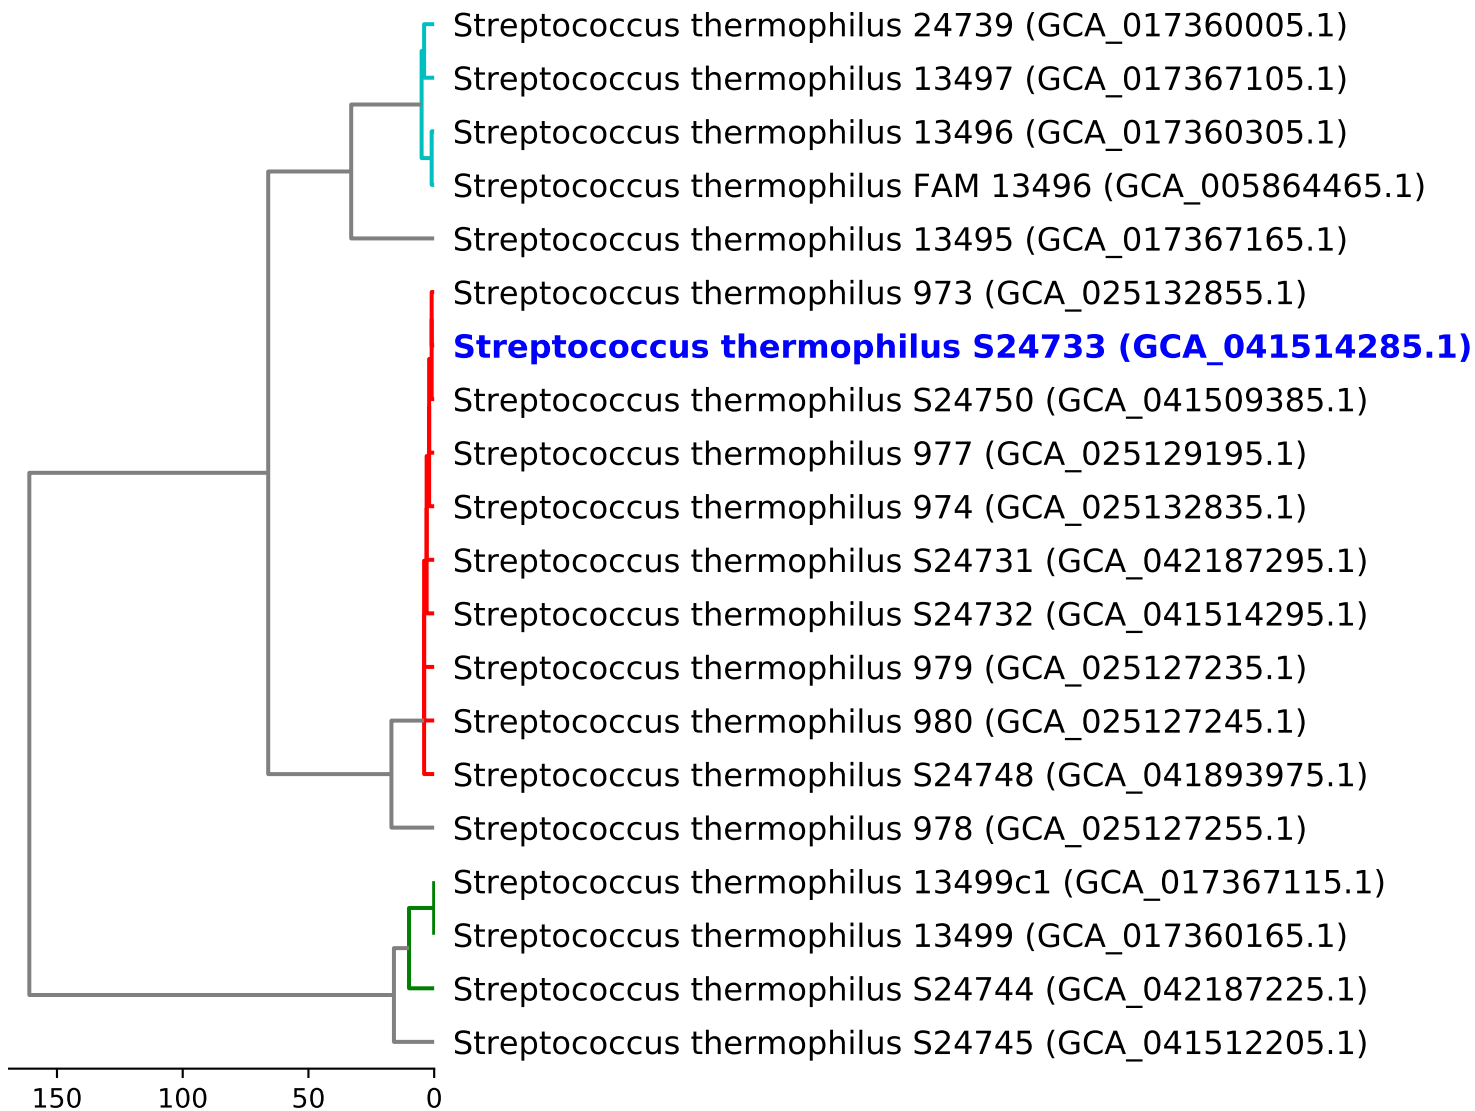 Streptococcus thermophilus 24739 (GCA_017360005.1)
Streptococcus thermophilus 13497 (GCA_017367105.1)
Streptococcus thermophilus 13496 (GCA_017360305.1)
Streptococcus thermophilus FAM 13496 (GCA_005864465.1)
Streptococcus thermophilus 13495 (GCA_017367165.1)
Streptococcus thermophilus 973 (GCA_025132855.1)
Streptococcus thermophilus S24733 (GCA_041514285.1)
Streptococcus thermophilus S24750 (GCA_041509385.1)
Streptococcus thermophilus 977 (GCA_025129195.1)
Streptococcus thermophilus 974 (GCA_025132835.1)
Streptococcus thermophilus S24731 (GCA_042187295.1)
Streptococcus thermophilus S24732 (GCA_041514295.1)
Streptococcus thermophilus 979 (GCA_025127235.1)
Streptococcus thermophilus 980 (GCA_025127245.1)
Streptococcus thermophilus S24748 (GCA_041893975.1)
Streptococcus thermophilus 978 (GCA_025127255.1)
Streptococcus thermophilus 13499c1 (GCA_017367115.1)
Streptococcus thermophilus 13499 (GCA_017360165.1)
Streptococcus thermophilus S24744 (GCA_042187225.1)
Streptococcus thermophilus S24745 (GCA_041512205.1)
150 100 50 0